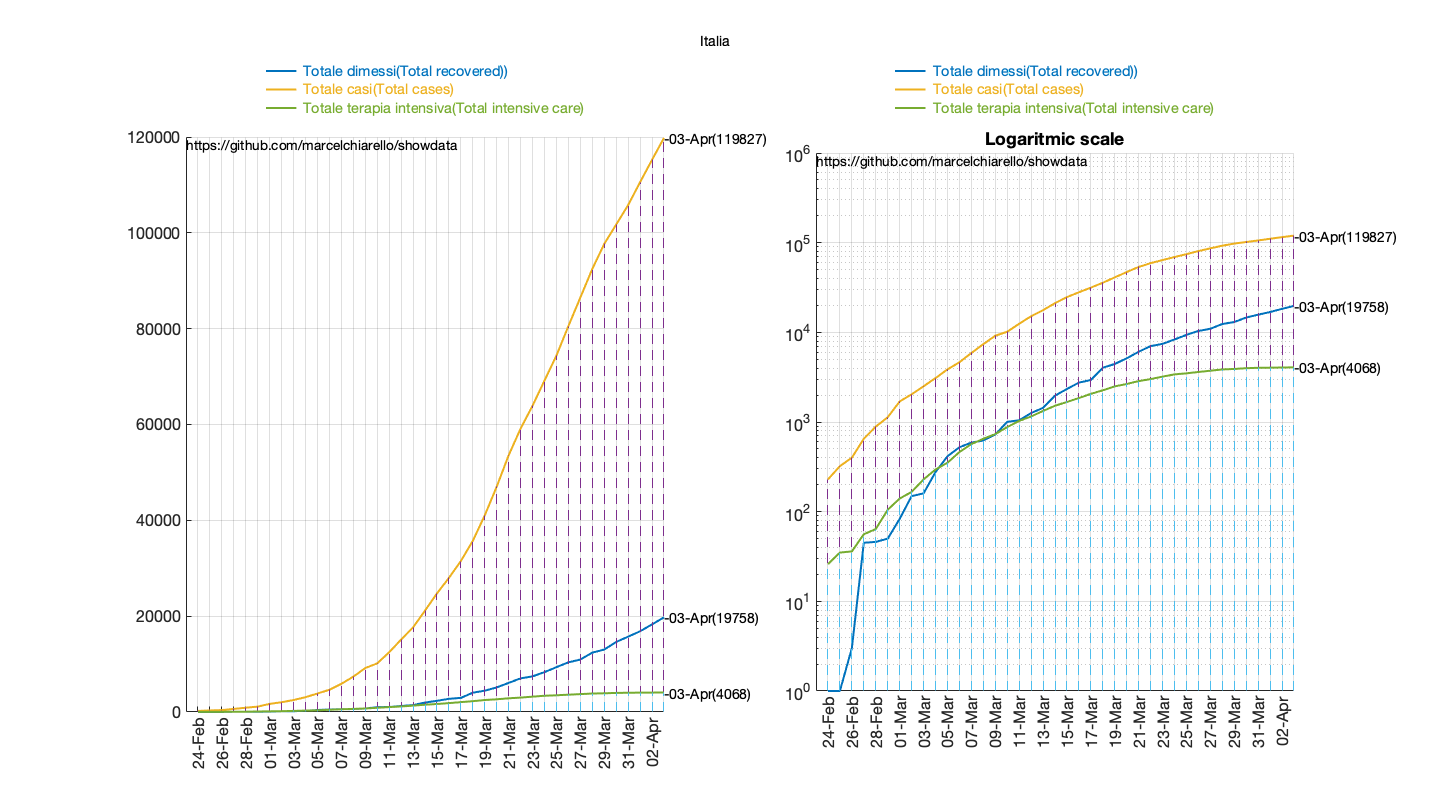 Italia
Totale dimessi(Total recovered))
Totale casi(Total cases)
Totale terapia intensiva(Total intensive care)
120000
https://github.com/marcelchiarello/showdata
-03-Apr(119827)
100000
80000
60000
40000
20000
-03-Apr(19758)
-03-Apr(4068)
0
24-Feb
26-Feb
28-Feb
01-Mar
03-Mar
05-Mar
07-Mar
09-Mar
11-Mar
13-Mar
15-Mar
17-Mar
19-Mar
21-Mar
23-Mar
25-Mar
27-Mar
29-Mar
31-Mar
02-Apr
Totale dimessi(Total recovered))
Totale casi(Total cases)
Totale terapia intensiva(Total intensive care)
Logaritmic scale
10^6
https://github.com/marcelchiarello/showdata
10^5
-03-Apr(119827)
10^4
-03-Apr(19758)
-03-Apr(4068)
10^3
10^2
10^1
10^0
24-Feb
26-Feb
28-Feb
01-Mar
03-Mar
05-Mar
07-Mar
09-Mar
11-Mar
13-Mar
15-Mar
17-Mar
19-Mar
21-Mar
23-Mar
25-Mar
27-Mar
29-Mar
31-Mar
02-Apr